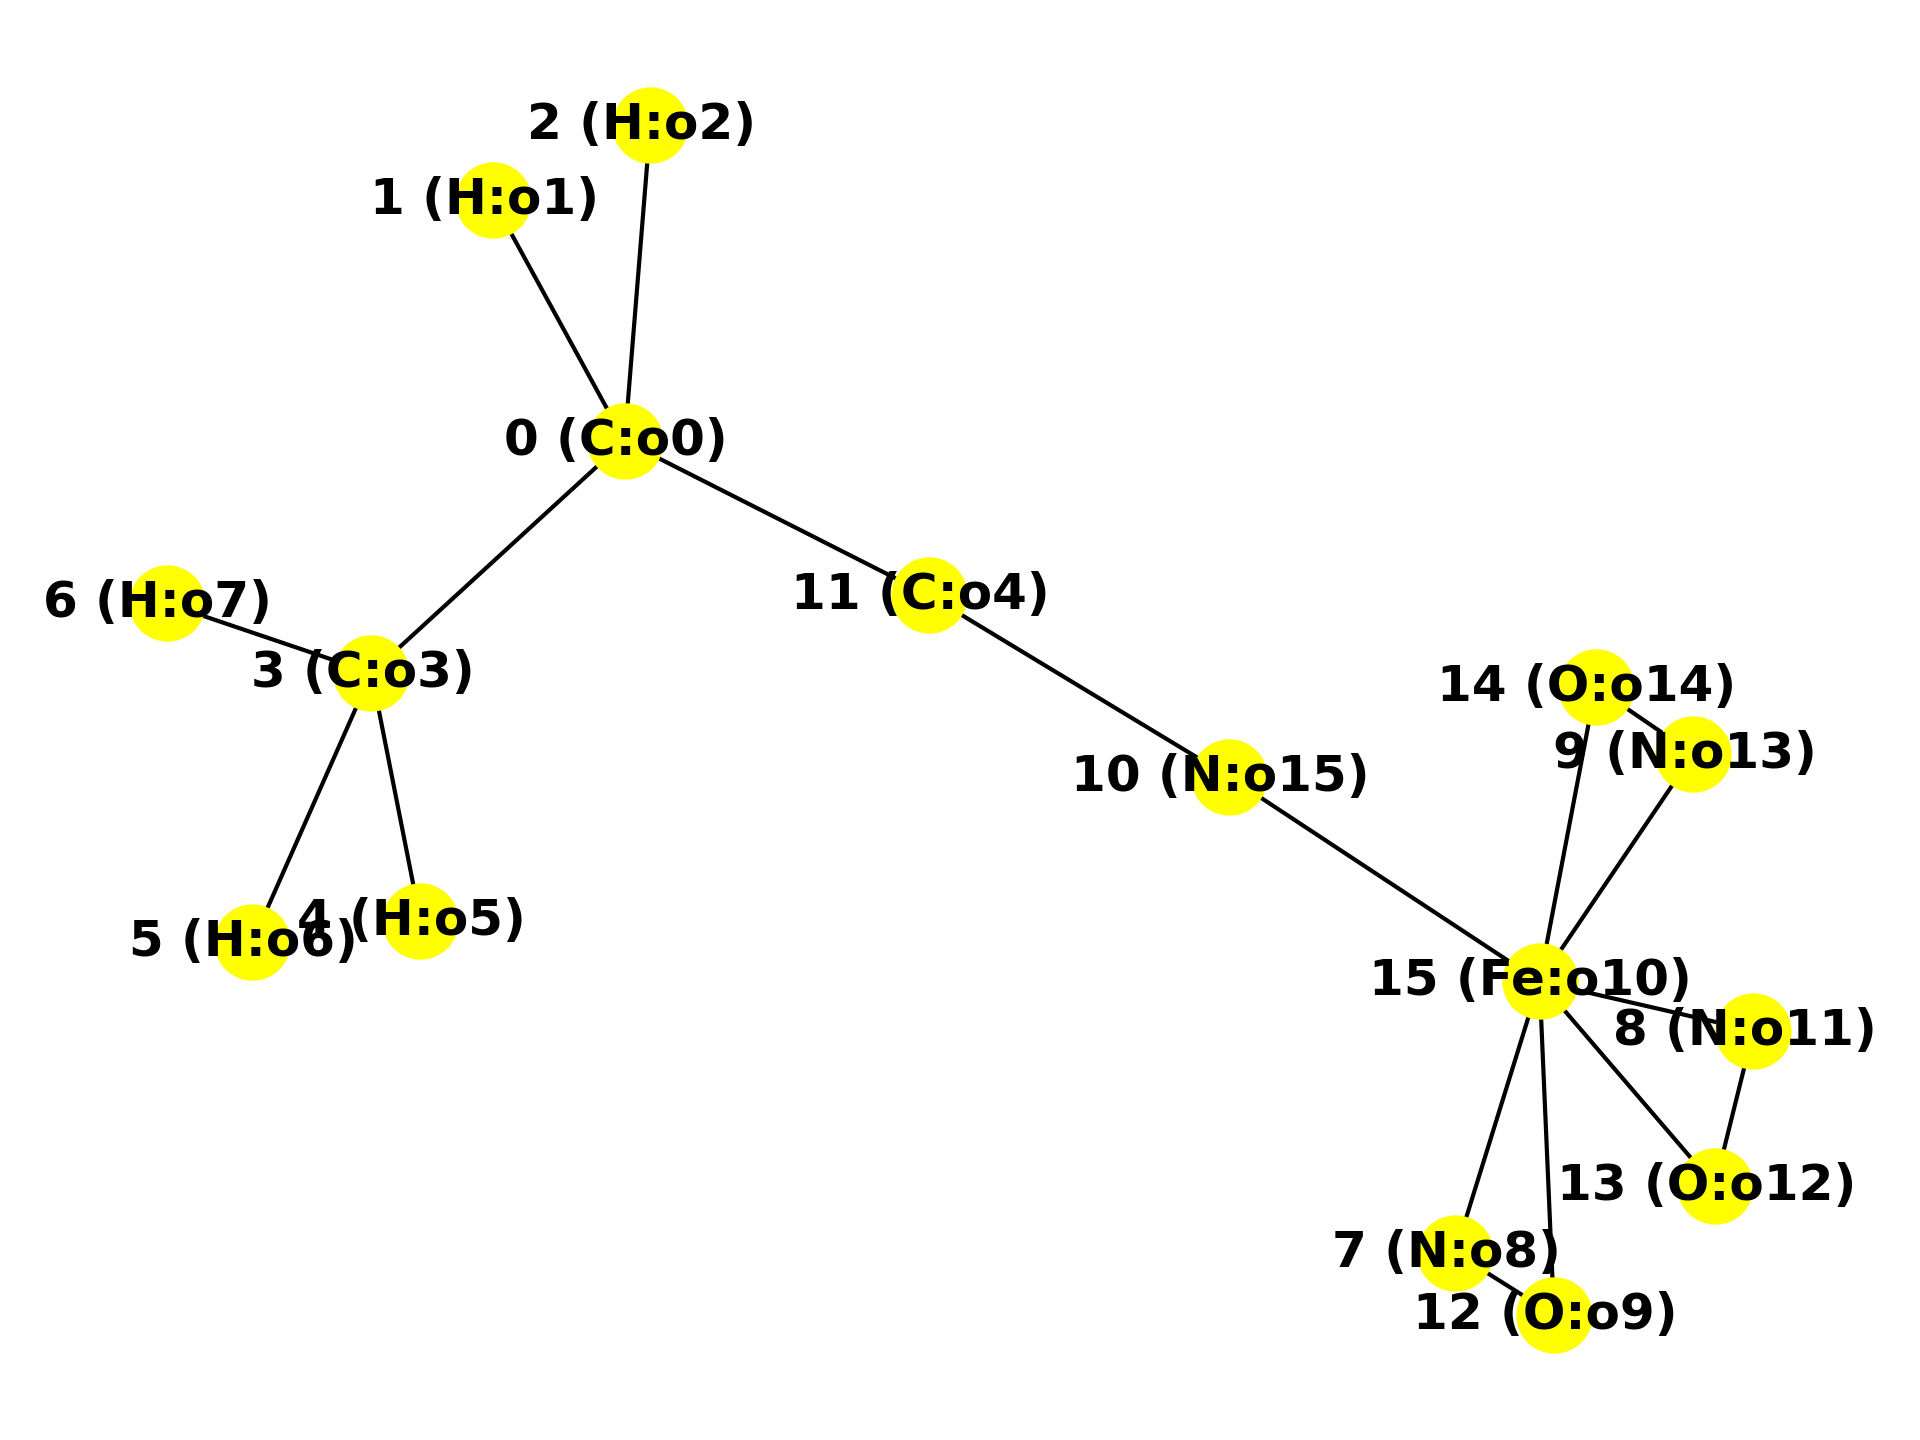 2 (H:o2)
1 (H:o1)
0 (C:o0)
11 (C:o4)
6 (H:o7)
3 (C:o3)
14 (O:o14)
9 (N:o13)
10 (N:o15)
4 (H:o5)
5 (H:o6)
15 (Fe:o10)
8 (N:o11)
13 (O:o12)
7 (N:o8)
12 (O:o9)